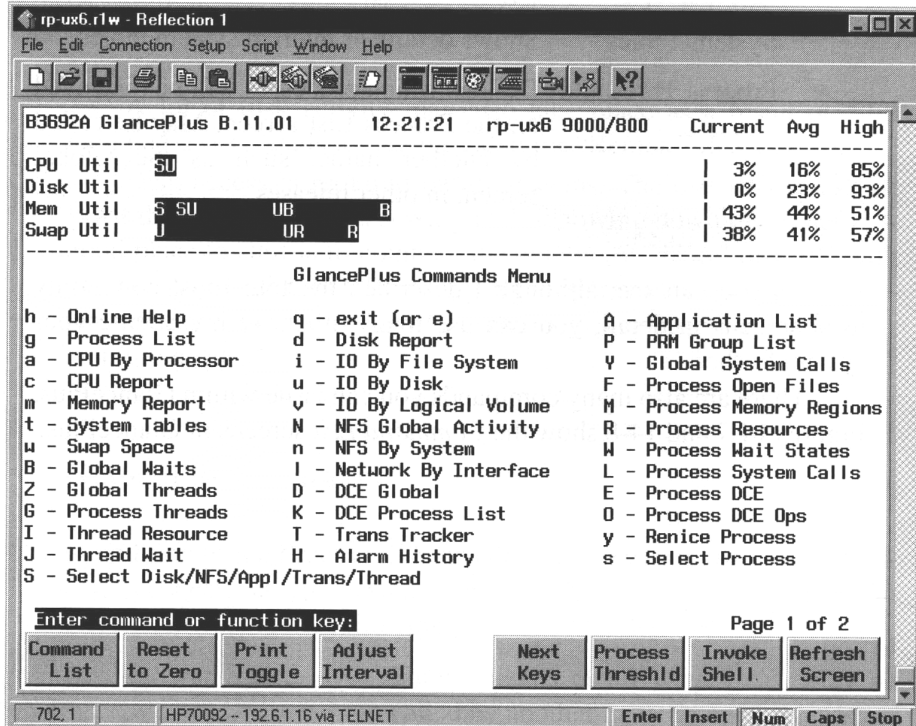 rp-ux6.r1w - Reflection 1
File Edit Connection Setup Script Window Help
B3692A GlancePlus B.11.01 12:21:21 rp-ux6 9000/800 Current Avg High
CPU Util SU | 3% 16% 85%
Disk Util | 0% 23% 93%
Mem Util S SU UB B | 43% 44% 51%
Swap Util U UR R | 38% 41% 57%
GlancePlus Commands Menu
h - Online Help q - exit (or e) A - Application List
g - Process List d - Disk Report P - PRM Group List
a - CPU By Processor i - IO By File System Y - Global System Calls
c - CPU Report u - IO By Disk F - Process Open Files
m - Memory Report v - IO By Logical Volume M - Process Memory Regions
t - System Tables N - NFS Global Activity R - Process Resources
w - Swap Space n - NFS By System W - Process Wait States
B - Global Waits l - Network By Interface L - Process System Calls
Z - Global Threads D - DCE Global E - Process DCE
G - Process Threads K - DCE Process List O - Process DCE Ops
I - Thread Resource T - Trans Tracker y - Renice Process
J - Thread Wait H - Alarm History s - Select Process
S - Select Disk/NFS/Appl/Trans/Thread
Enter command or function key: Page 1 of 2
Command Reset Print Adjust Next Process Invoke Refresh
List to Zero Toggle Interval Keys Threshld Shell Screen
702, 1 HP70092 -- 192.6.1.16 via TELNET Enter Insert Num Caps Stop